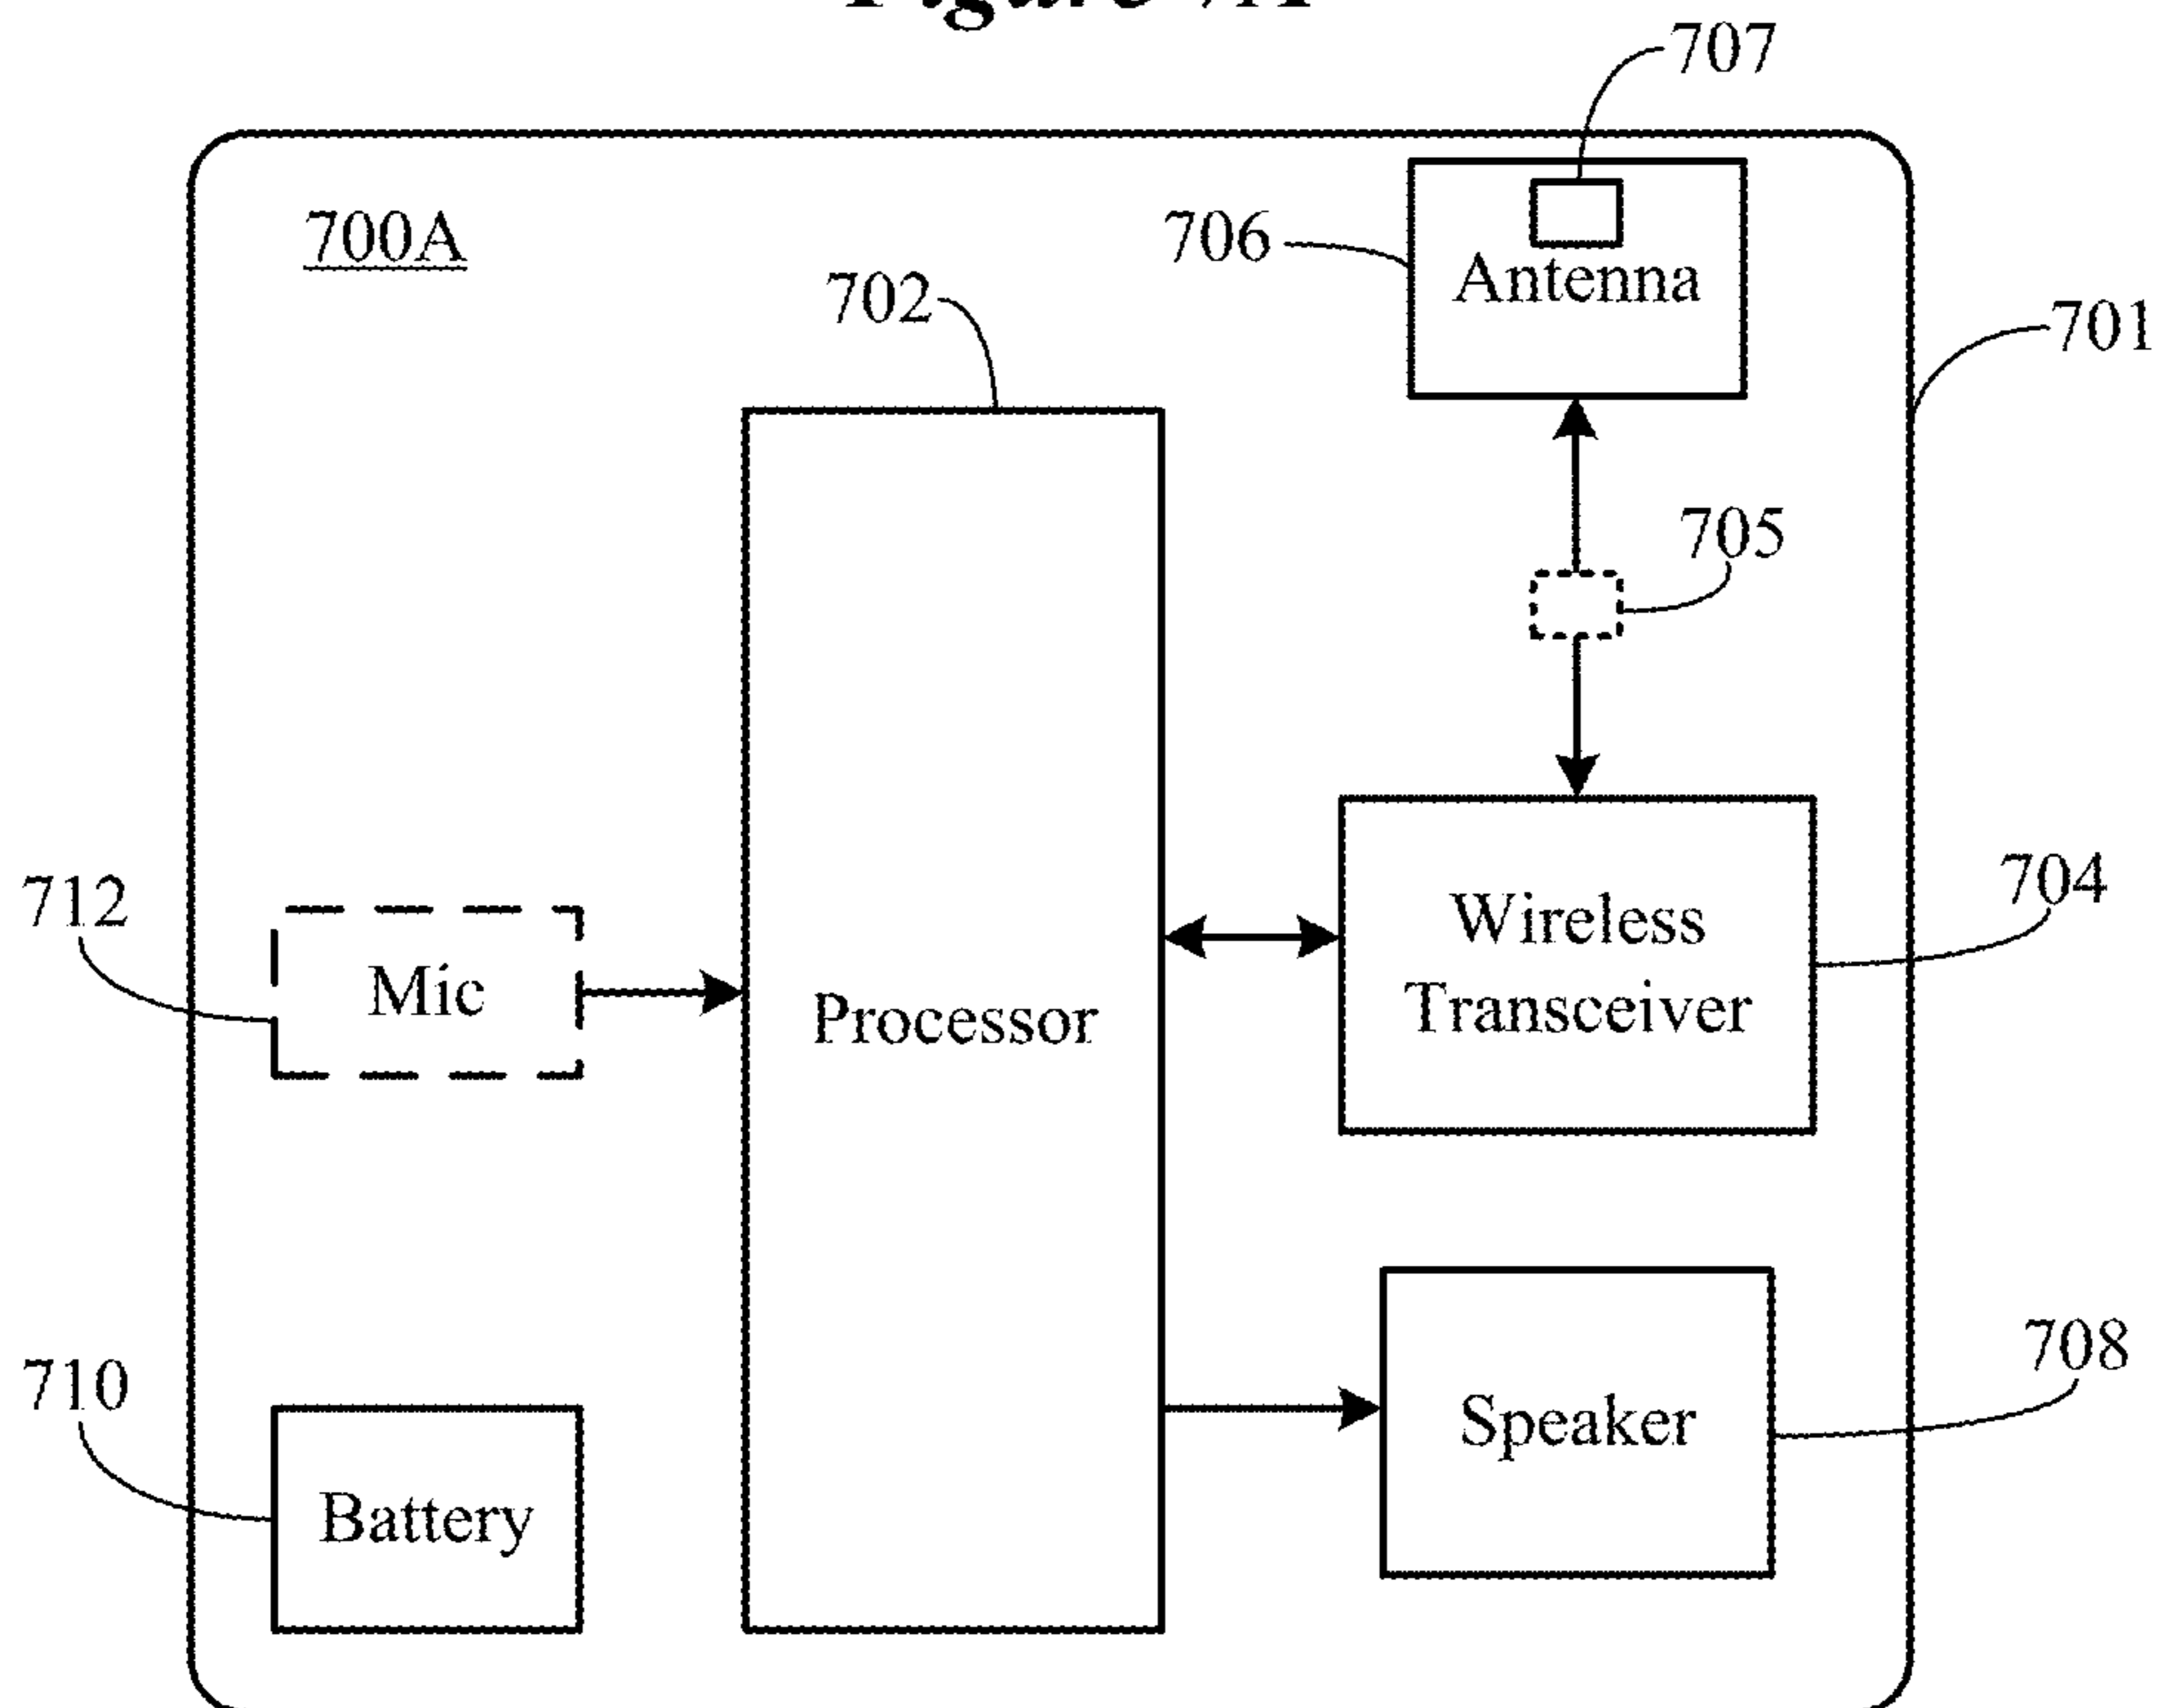 707
700A
706
Antenna
702
701
705
712
Mic
Processor
Wireless
Transceiver
704
710
Battery
Speaker
708